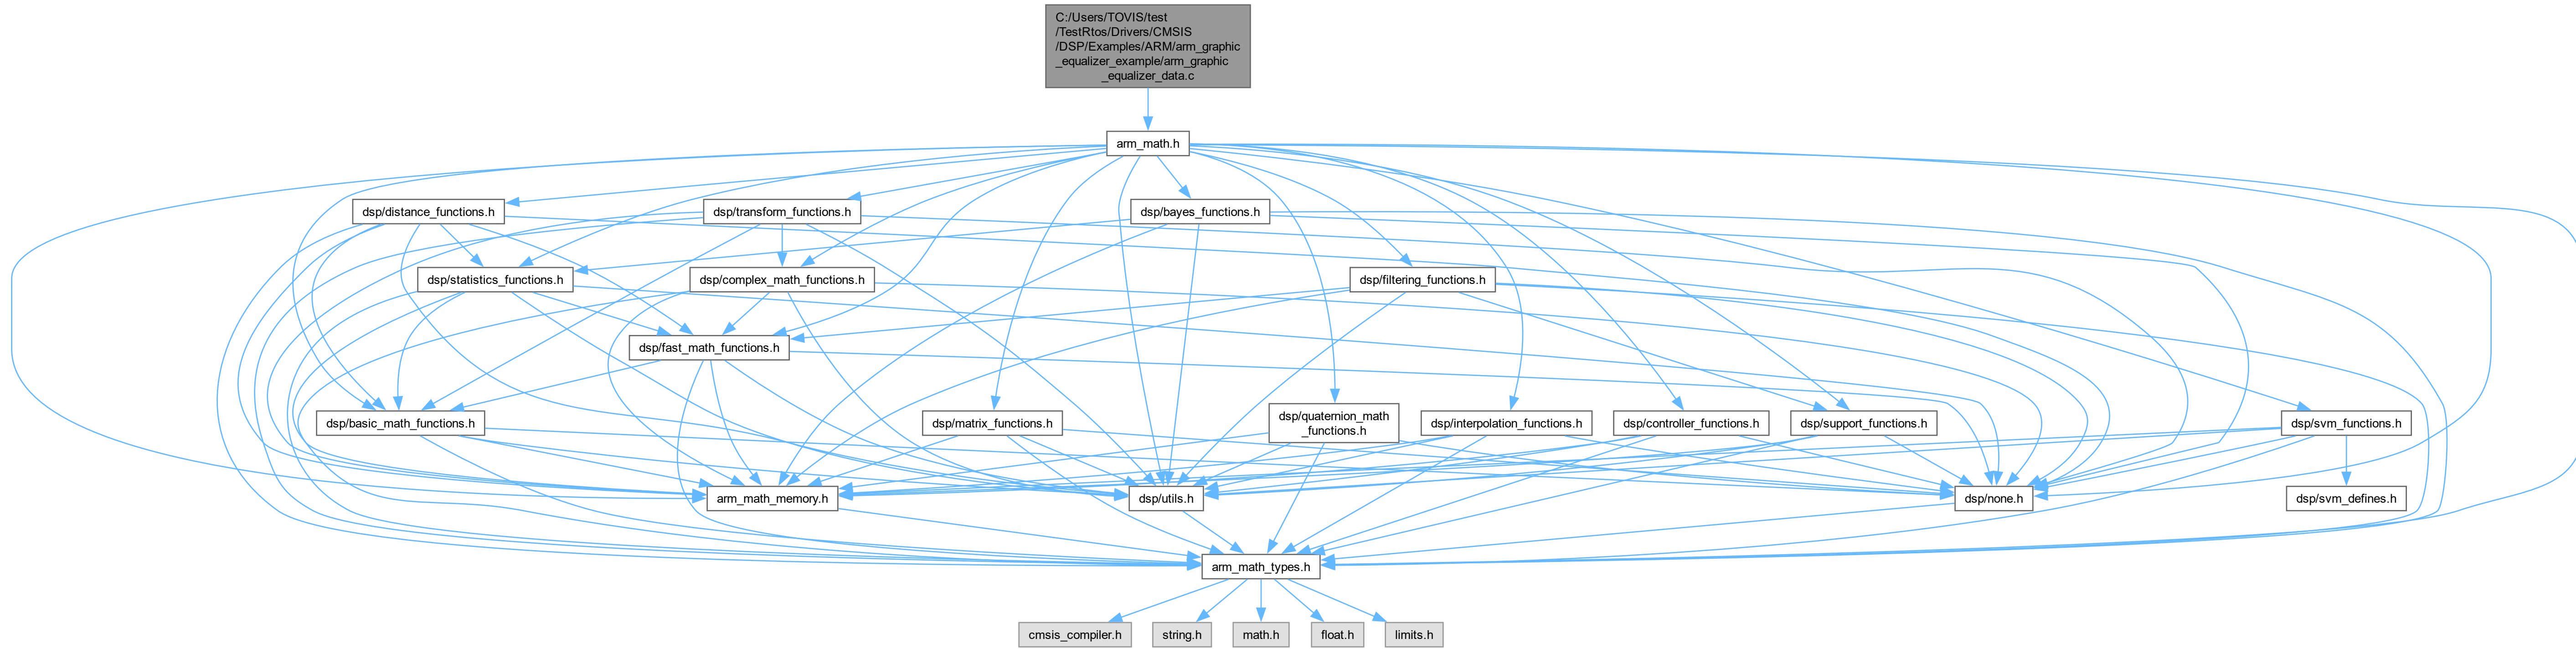 C:/Users/TOVIS/test
/TestRtos/Drivers/CMSIS
/DSP/Examples/ARM/arm_graphic
_equalizer_example/arm_graphic
_equalizer_data.c
arm_math.h
dsp/distance_functions.h
dsp/transform_functions.h
dsp/bayes_functions.h
dsp/statistics_functions.h
dsp/complex_math_functions.h
dsp/filtering_functions.h
dsp/fast_math_functions.h
dsp/basic_math_functions.h
dsp/matrix_functions.h
dsp/quaternion_math
_functions.h
dsp/interpolation_functions.h
dsp/controller_functions.h
dsp/support_functions.h
dsp/svm_functions.h
arm_math_memory.h
dsp/utils.h
dsp/none.h
dsp/svm_defines.h
arm_math_types.h
cmsis_compiler.h
string.h
math.h
float.h
limits.h